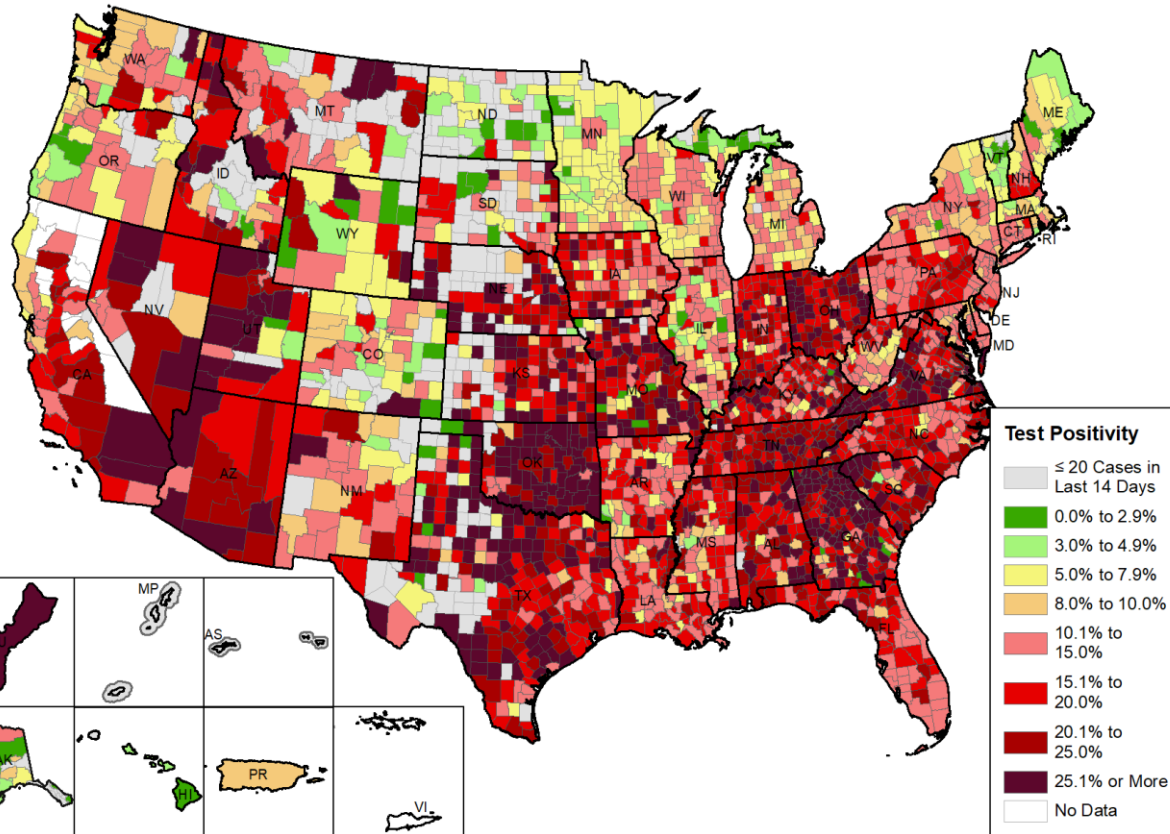 WA
MT
ND
MN
ME
OR
ID
SD
WI
VT
NH
WY
MI
NY
MA
CT
RI
IA
PA
NV
NE
NJ
UT
IL
IN
OH
DE
CO
WV
MD
CA
KS
MO
KY
VA
AZ
NM
OK
TN
NC
AR
SC
MS
AL
GA
TX
LA
FL
MP
AS
AK
HI
PR
VI
Test Positivity
≤ 20 Cases in
Last 14 Days
0.0% to 2.9%
3.0% to 4.9%
5.0% to 7.9%
8.0% to 10.0%
10.1% to
15.0%
15.1% to
20.0%
20.1% to
25.0%
25.1% or More
No Data